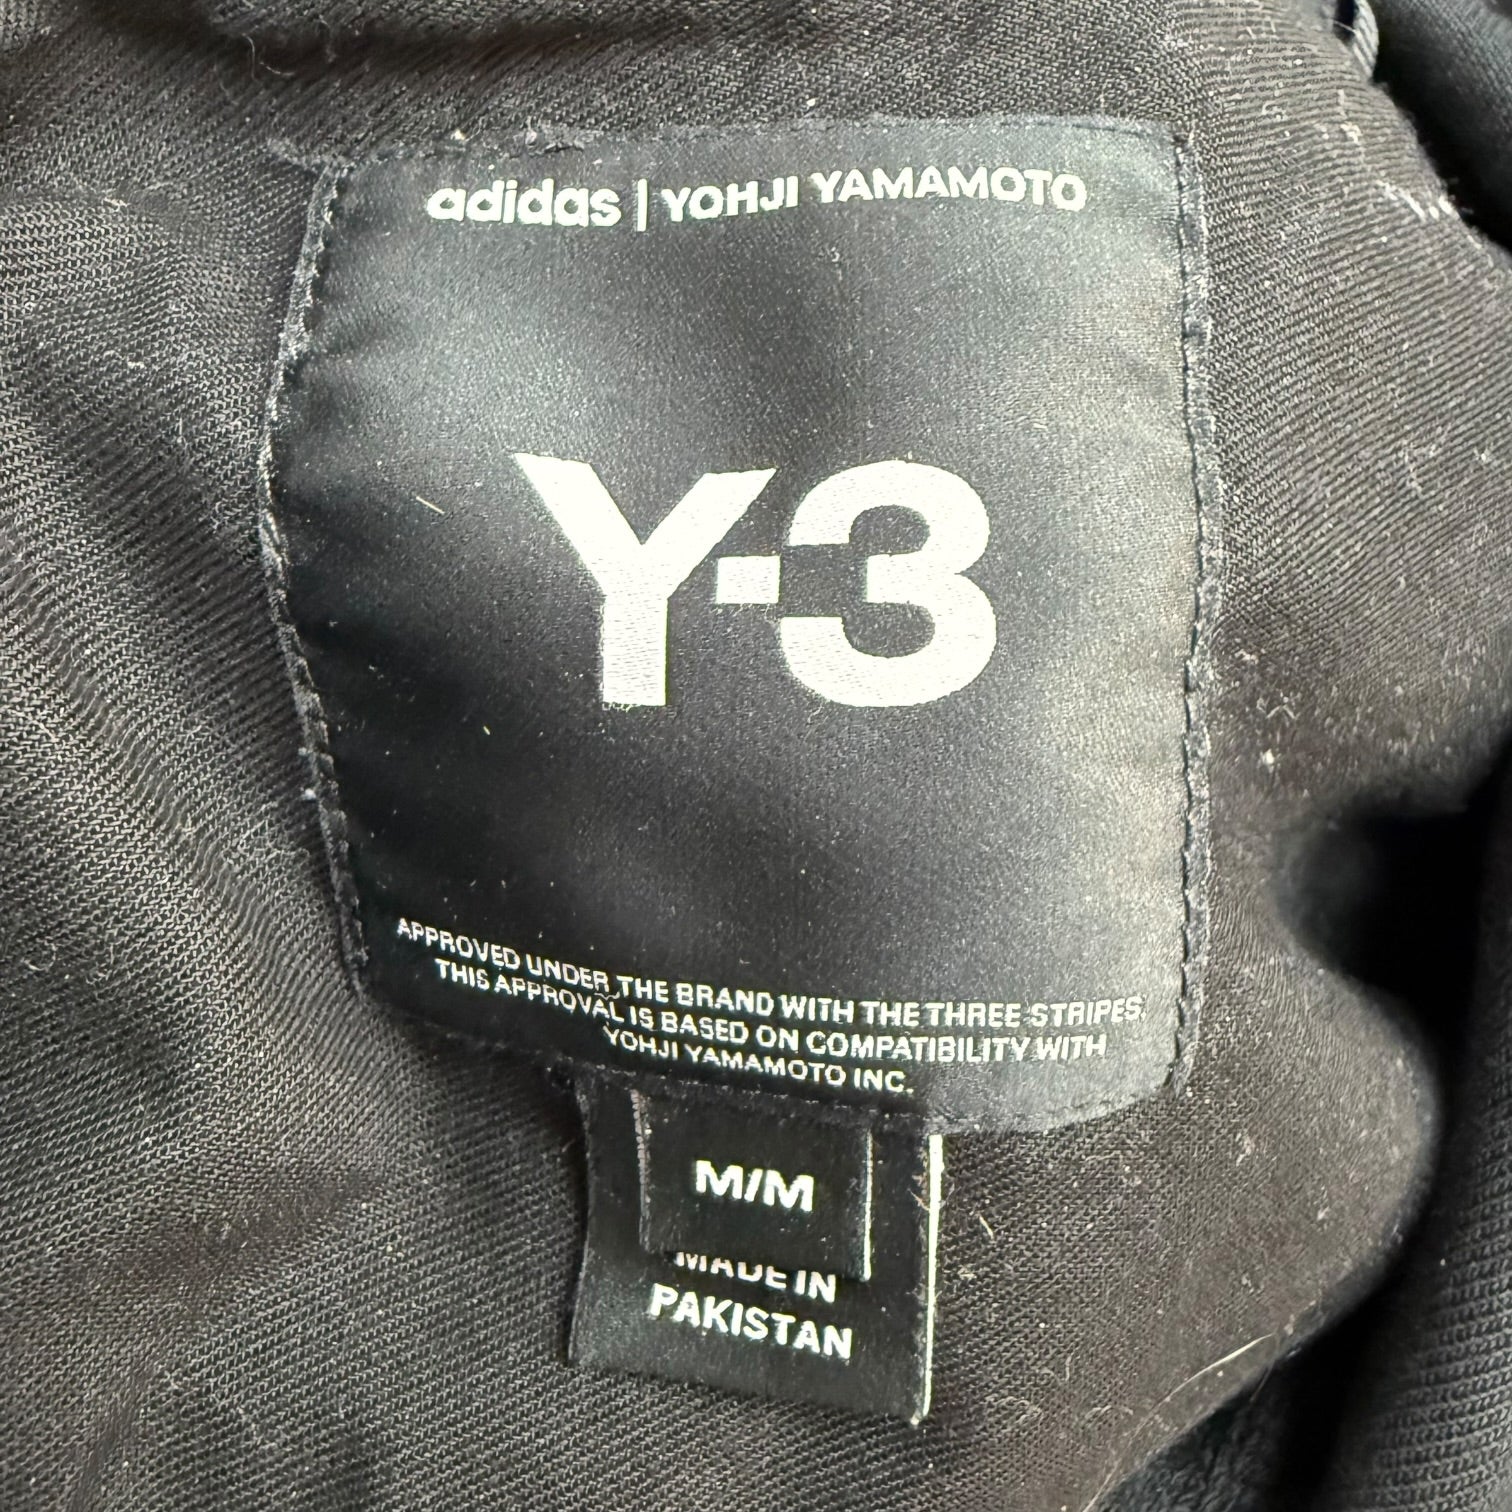 adidas | YOHJI YAMAMOTO
Y-3
APPROVED UNDER THE BRAND WITH THE THREE STRIPES.
THIS APPROVAL IS BASED ON COMPATIBILITY WITH
YOHJI YAMAMOTO INC.
M/M
MADE IN
PAKISTAN